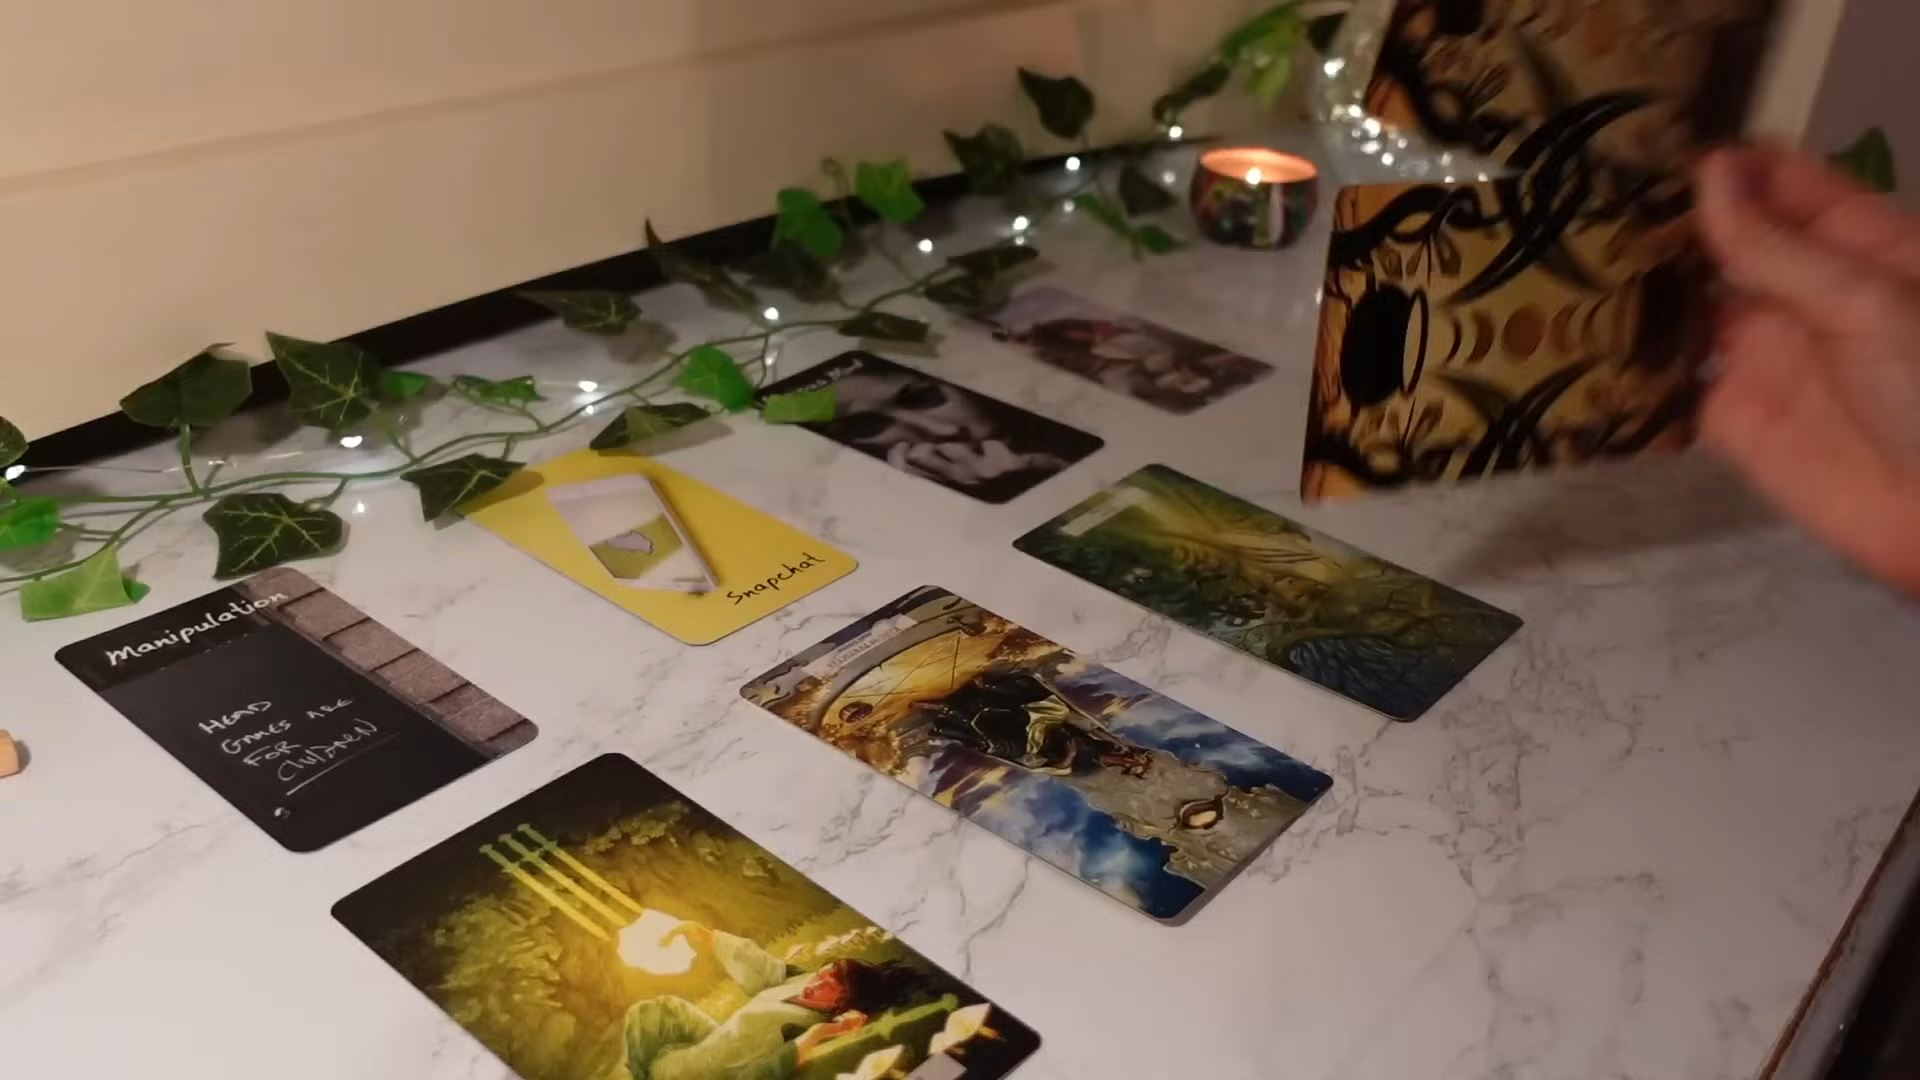 Manipulation
HEAD
GAMES ARE
FOR
CHILDREN
Snapchat